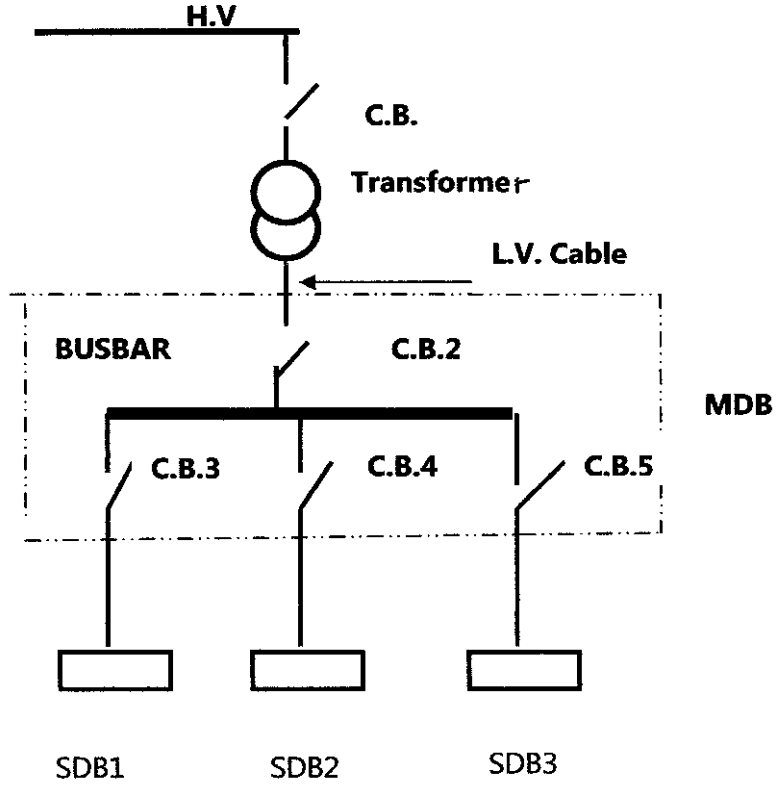 H.V
C.B.
Transformer
L.V. Cable
BUSBAR
C.B.2
MDB
C.B.3
C.B.4
C.B.5
SDB1
SDB2
SDB3